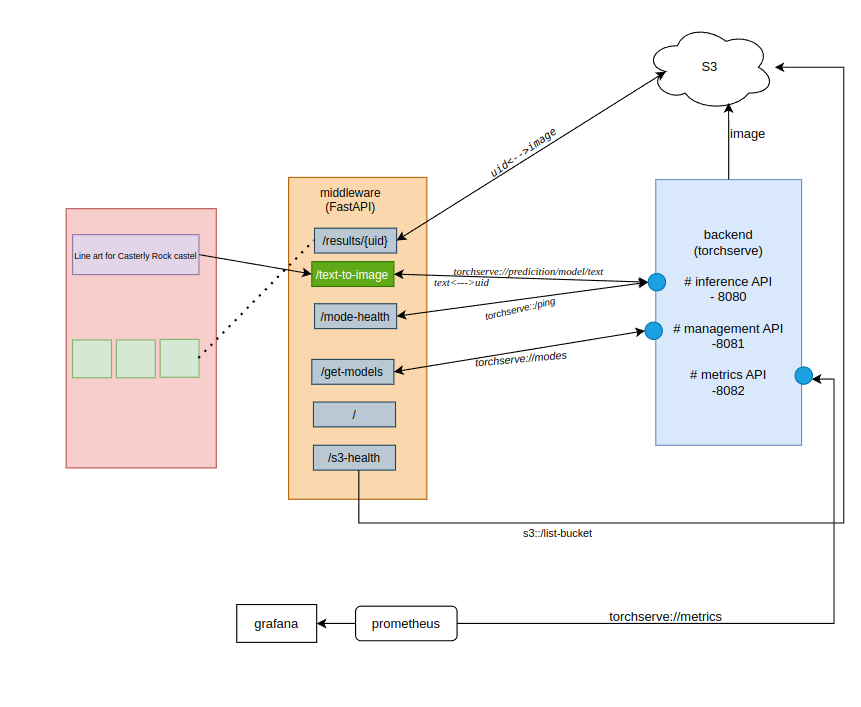 S3
image
uid<-->image
middleware
(FastAPI)
/results/{uid}
/text-to-image
/mode-health
/get-models
/
/s3-health
Line art for Casterly Rock castel
torchserve://predicition/model/text
text<--->uid
torchserve:/ping
torchserve://modes
backend
(torchserve)
# inference API
- 8080
# management API
-8081
# metrics API
-8082
s3::/list-bucket
grafana
prometheus
torchserve://metrics